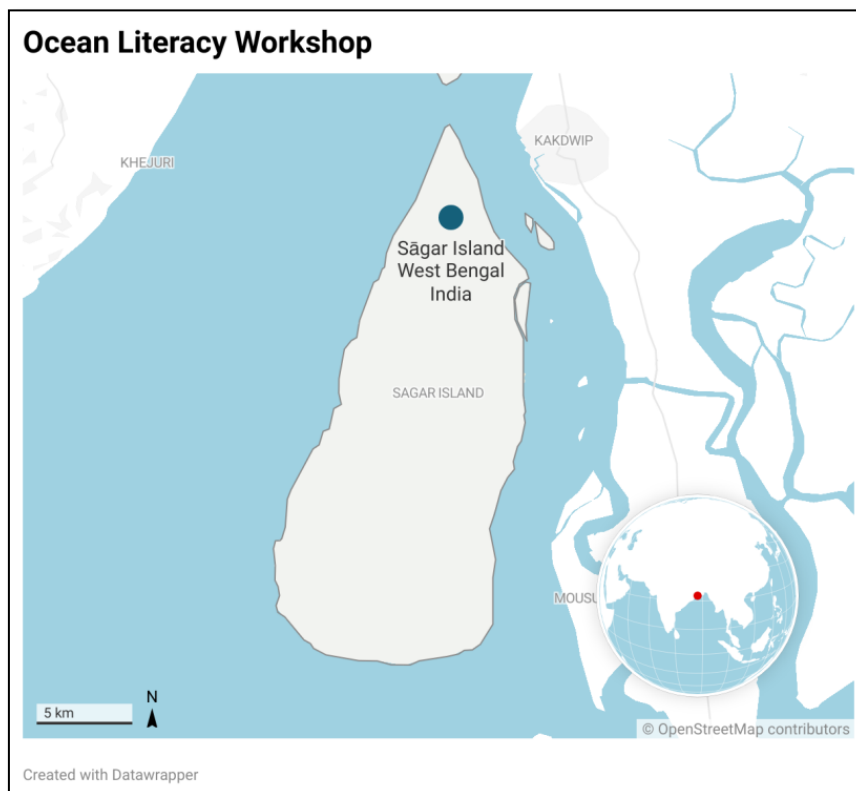 Ocean Literacy Workshop
KHEJURI
KAKDWIP
Sāgar Island
West Bengal
India
SAGAR ISLAND
MOUSU
5 km
N
© OpenStreetMap contributors
Created with Datawrapper